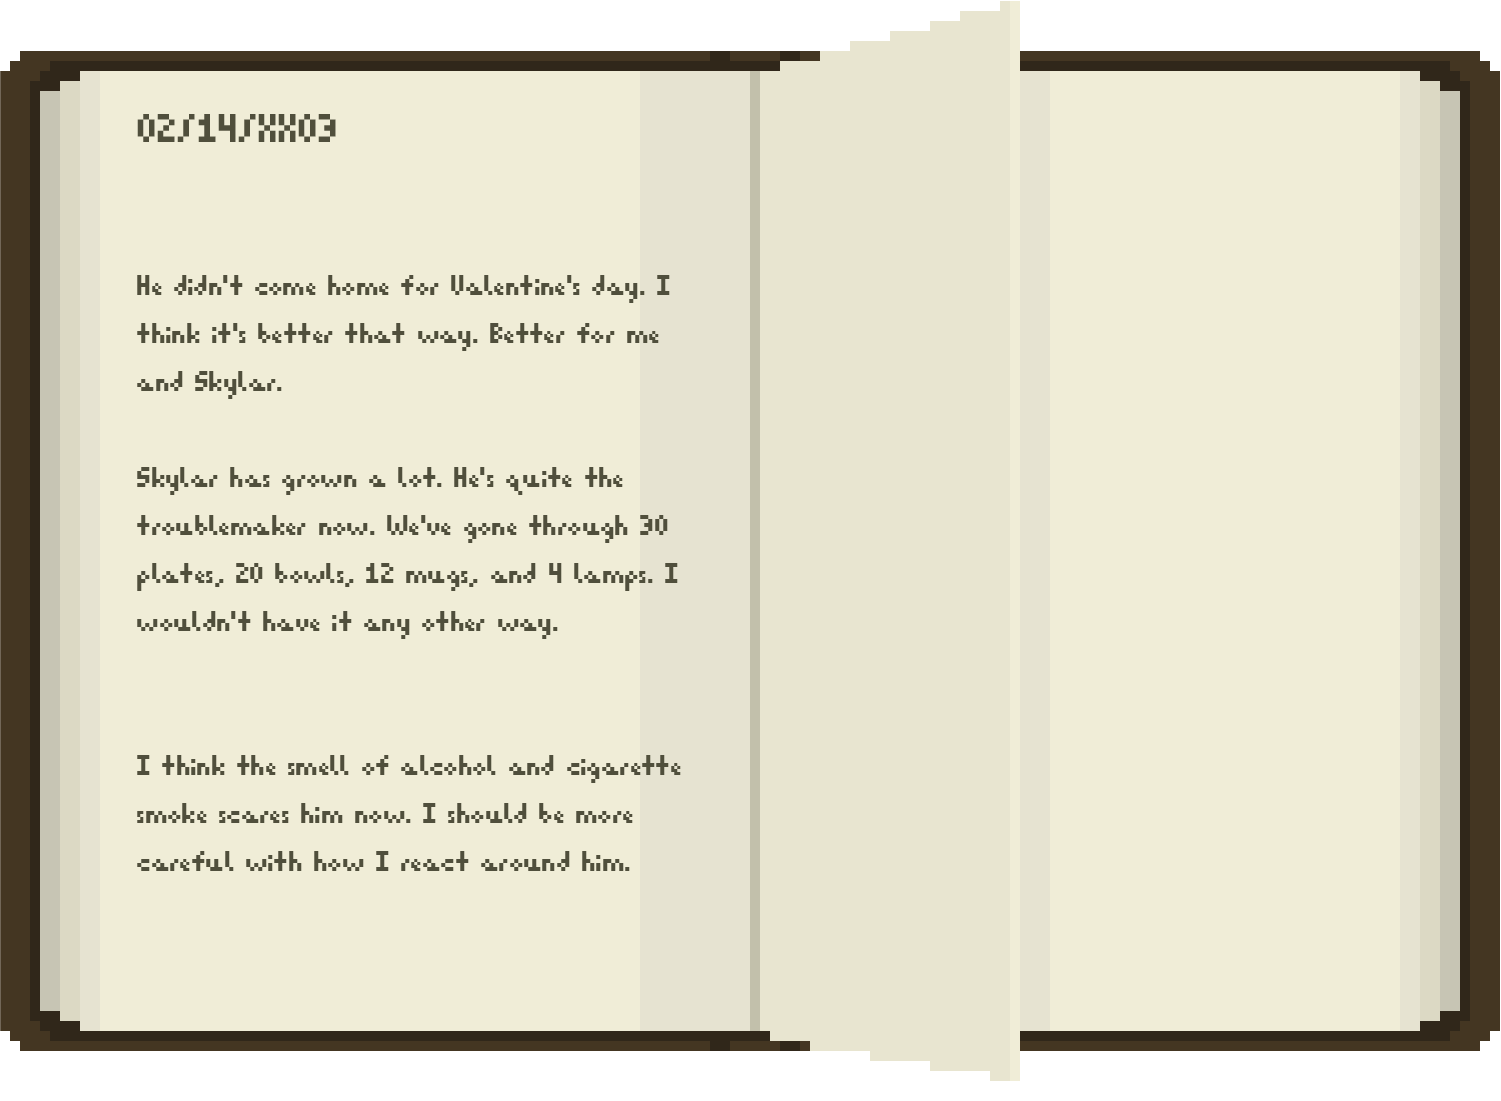 02/14/XX03
He didn't come home for Valentine's day. I
think it's better that way. Better for me
and Skylar.
Skylar has grown a lot. He's quite the
troublemaker now. We've gone through 30
plates, 20 bowls, 12 mugs, and 4 lamps. I
wouldn't have it any other way.
I think the smell of alcohol and cigarette
smoke scares him now. I should be more
careful with how I react around him.